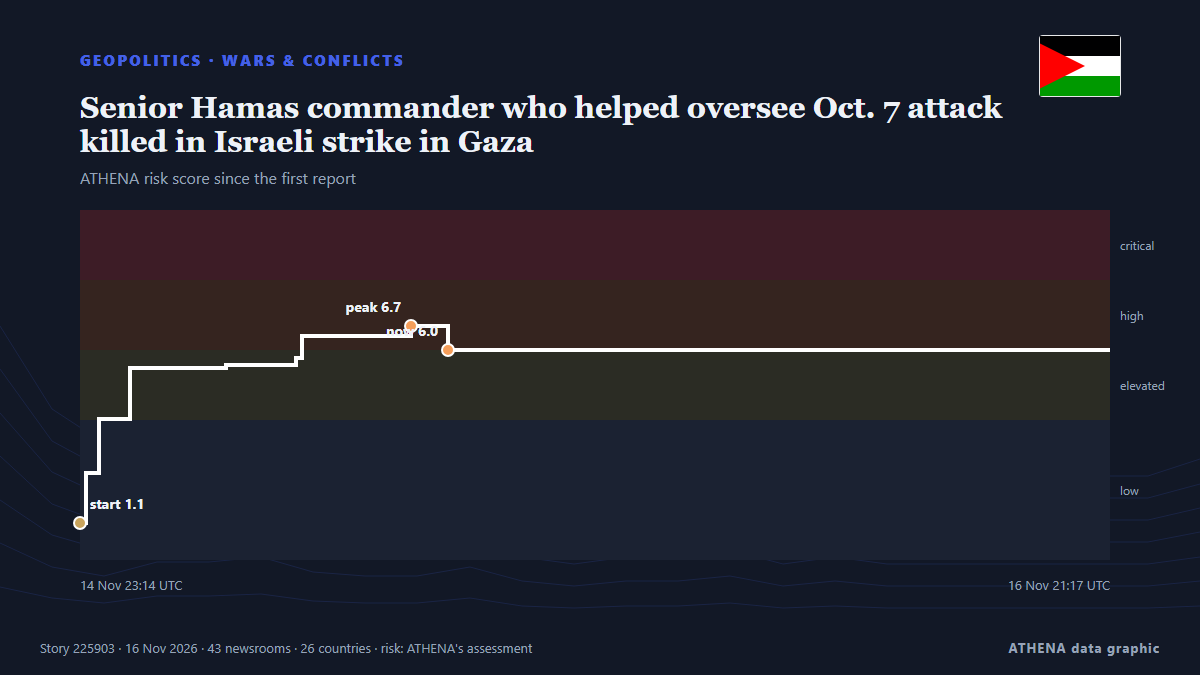 GEOPOLITICS · WARS & CONFLICTS
Senior Hamas commander who helped oversee Oct. 7 attack
killed in Israeli strike in Gaza
ATHENA risk score since the first report
critical
peak 6.7
high
now 6.0
elevated
low
start 1.1
14 Nov 23:14 UTC
16 Nov 21:17 UTC
Story 225903 · 16 Nov 2026 · 43 newsrooms · 26 countries · risk: ATHENA's assessment
ATHENA data graphic